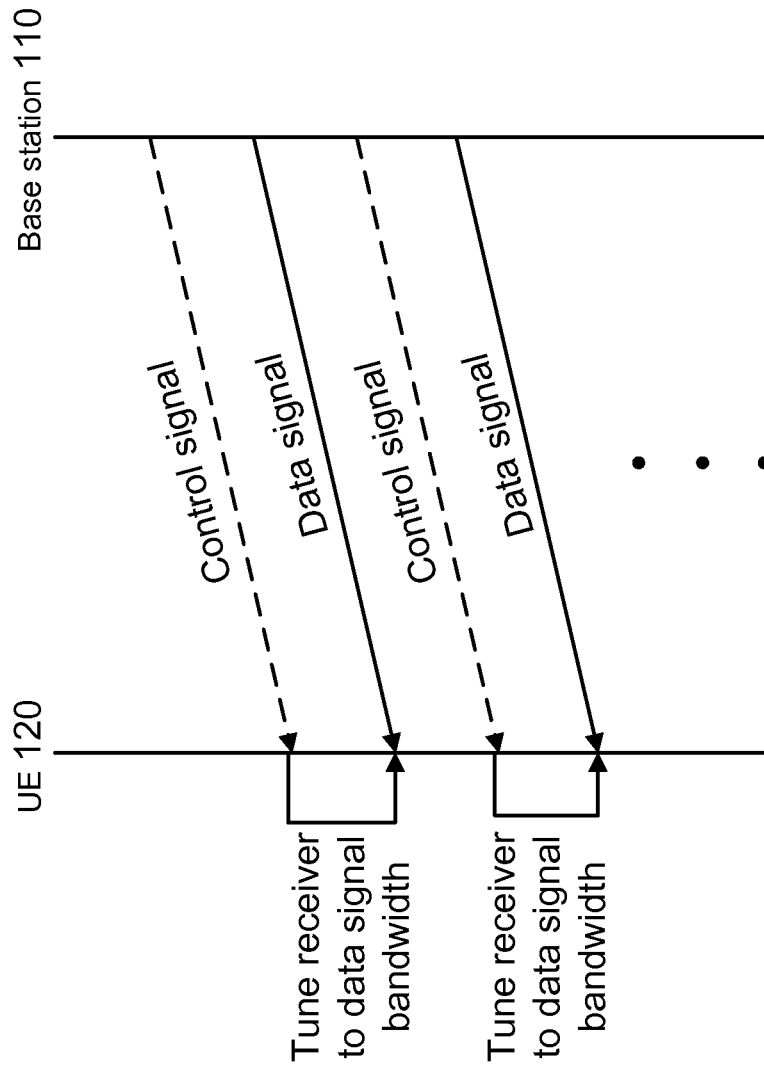 UE 120
Base station 110
Control signal
Data signal
Tune receiver
to data signal
bandwidth
Control signal
Data signal
Tune receiver
to data signal
bandwidth